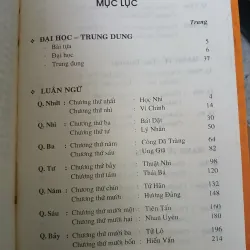 MỤC LỤC
Trang
❖ ĐẠI HỌC – TRUNG DUNG
- Bài tựa 5
- Đại học 6
- Trung dung 35
❖ LUẬN NGỮ
Q. Nhất : Chương thứ nhất : Học Nhi 4
Chương thứ nhì : Vi Chính 14
Q. Nhì : Chương thứ ba : Bát Dật 30
Chương thứ tư : Lý Nhân 50
Q. Ba : Chương thứ năm : Công Dã Tràng 64
Chương thứ sáu : Ung Giã 82
Q. Tư : Chương thứ bảy : Thuật Nhi
Chương thứ tám : Thái Bá
Q. Năm : Chương thứ chín : Tử Hãn 132
Chương thứ mười : Hương Đảng 148
Q. Sáu : Chương thứ mười một : Tiên Tấn
Chương thứ mười hai : Nhan Uyên
Q. Bảy : Chương thứ mười ba : Tử Lộ 196
Chương thứ mười bốn : Hiến Vấn 214